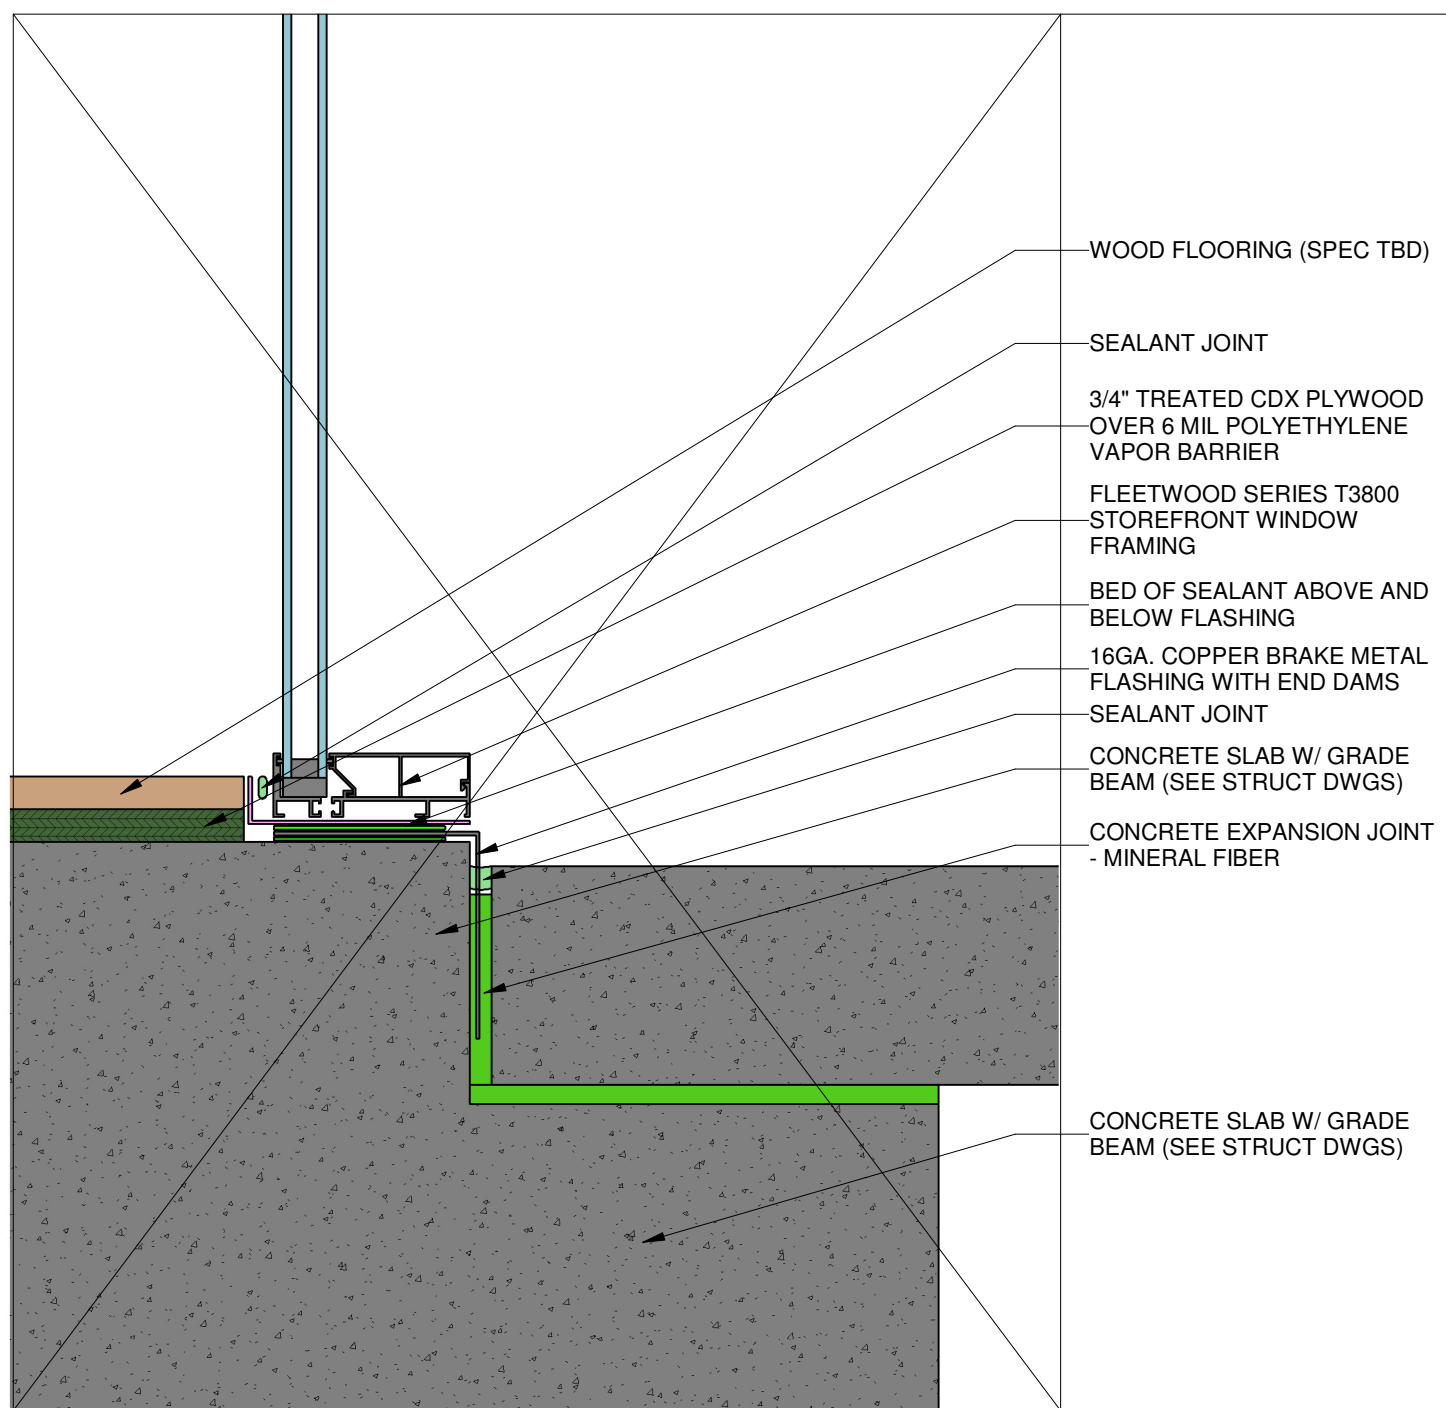 WOOD FLOORING (SPEC TBD)
SEALANT JOINT
3/4" TREATED CDX PLYWOOD
OVER 6 MIL POLYETHYLENE
VAPOR BARRIER
FLEETWOOD SERIES T3800
STOREFRONT WINDOW
FRAMING
BED OF SEALANT ABOVE AND
BELOW FLASHING
16GA. COPPER BRAKE METAL
FLASHING WITH END DAMS
SEALANT JOINT
CONCRETE SLAB W/ GRADE
BEAM (SEE STRUCT DWGS)
CONCRETE EXPANSION JOINT
- MINERAL FIBER
CONCRETE SLAB W/ GRADE
BEAM (SEE STRUCT DWGS)